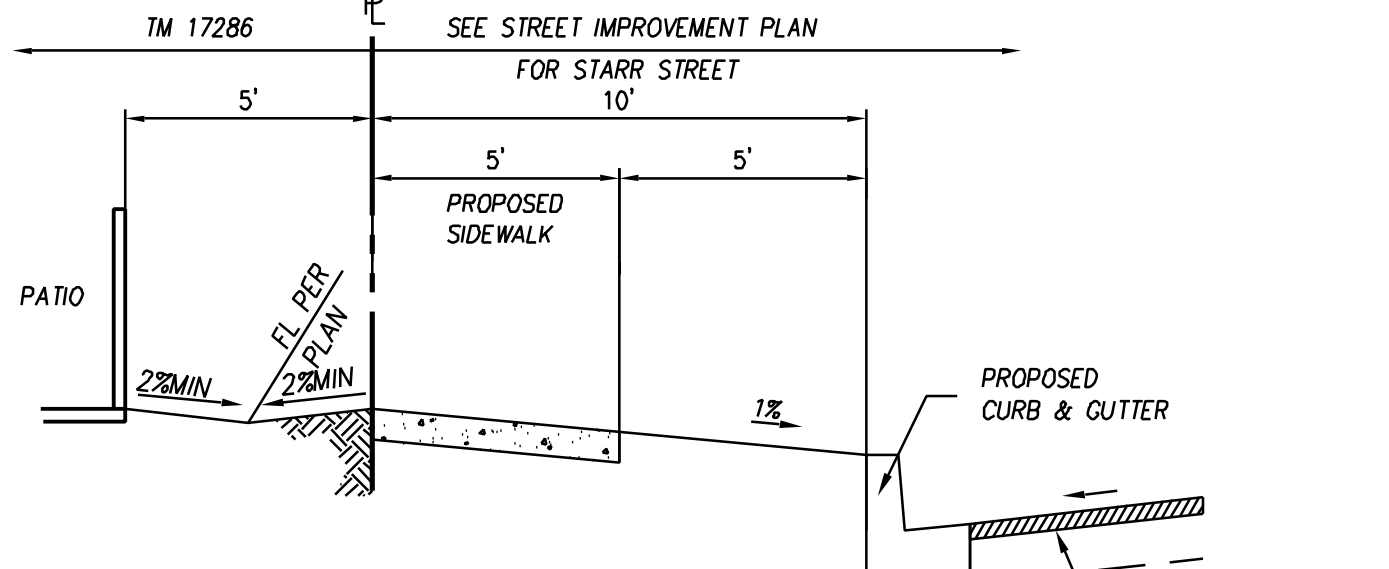 PL
TM 17286
SEE STREET IMPROVEMENT PLAN
FOR STARR STREET
5'
10'
5'
5'
PROPOSED
SIDEWALK
PATIO
FL PER
PLAN
2%MIN
2%MIN
1%
PROPOSED
CURB & GUTTER